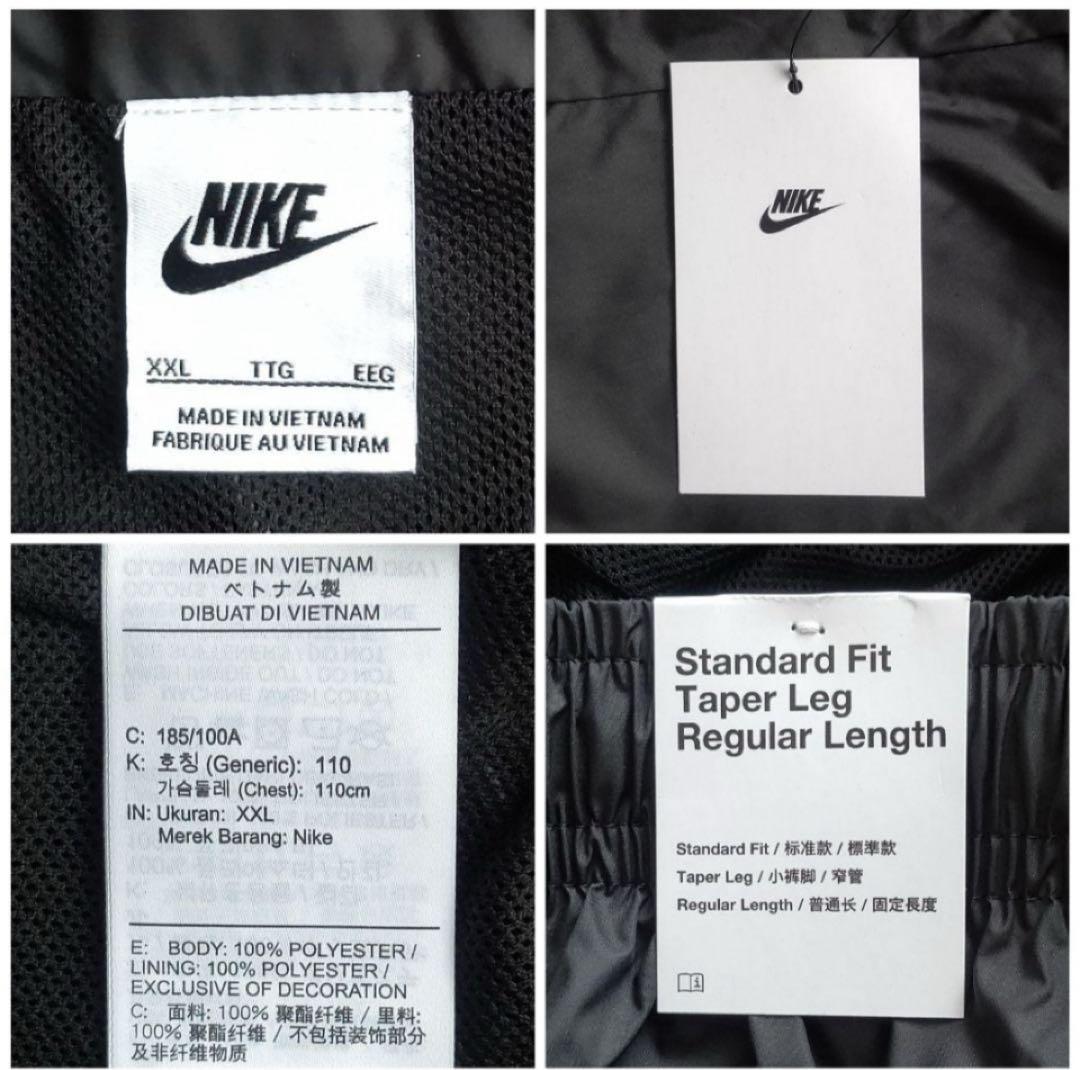 NIKE
XXL TTG EEG
MADE IN VIETNAM
FABRIQUE AU VIETNAM
NIKE
MADE IN VIETNAM
ベトナム製
DIBUAT DI VIETNAM
C: 185/100A
K: 호칭 (Generic): 110
가슴둘레 (Chest): 110cm
IN: Ukuran: XXL
Merek Barang: Nike
E: BODY: 100% POLYESTER /
LINING: 100% POLYESTER /
EXCLUSIVE OF DECORATION
C: 面料: 100% 聚酯纤维 / 里料:
100% 聚酯纤维 / 不包括装饰部分
及非纤维物质
Standard Fit
Taper Leg
Regular Length
Standard Fit / 标准款 / 標準款
Taper Leg / 小裤脚 / 窄管
Regular Length / 普通长 / 固定長度